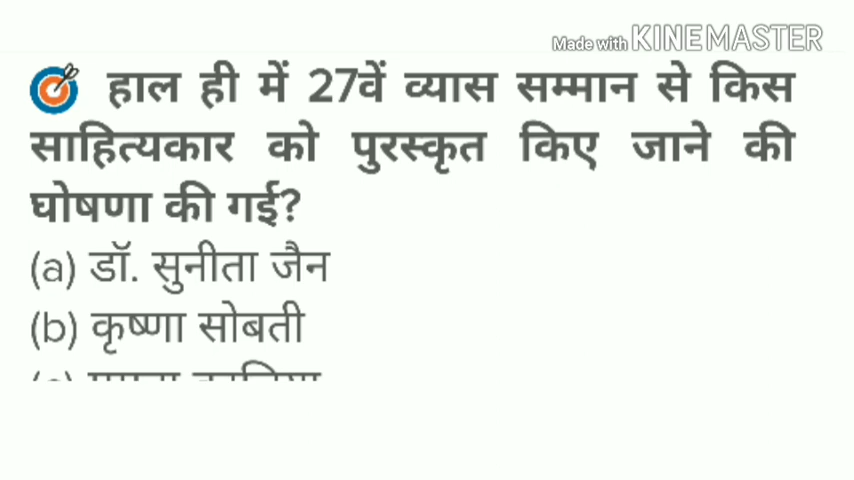 Made with KINEMASTER
हाल ही में 27वें व्यास सम्मान से किस
साहित्यकार को पुरस्कृत किए जाने की
घोषणा की गई?
(a) डॉ. सुनीता जैन
(b) कृष्णा सोबती